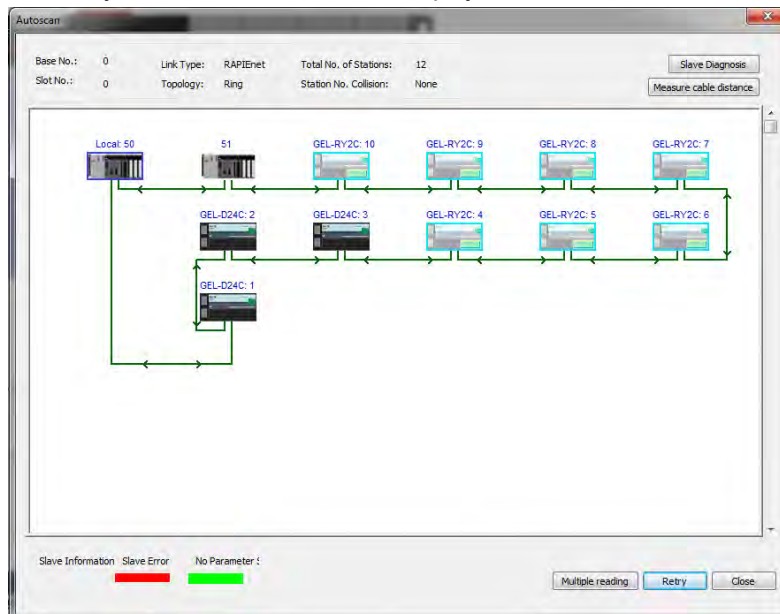 Autoscan
Base No.: 0 Link Type: RAPIEnet Total No. of Stations: 12 Slave Diagnosis
Slot No.: 0 Topology: Ring Station No. Collision: None Measure cable distance
Local: 50 51 GEL-RY2C: 10 GEL-RY2C: 9 GEL-RY2C: 8 GEL-RY2C: 7
GEL-D24C: 2 GEL-D24C: 3 GEL-RY2C: 4 GEL-RY2C: 5 GEL-RY2C: 6
GEL-D24C: 1
Slave Information Slave Error No Parameter S
Multiple reading Retry Close